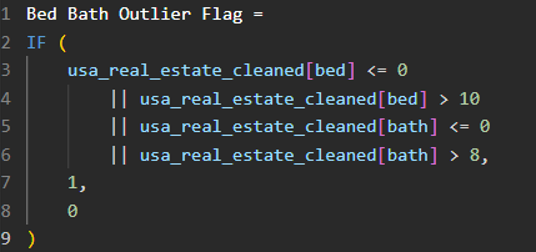 1 Bed Bath Outlier Flag =
2 IF (
3     usa_real_estate_cleaned[bed] <= 0
4         || usa_real_estate_cleaned[bed] > 10
5         || usa_real_estate_cleaned[bath] <= 0
6         || usa_real_estate_cleaned[bath] > 8,
7     1,
8     0
9 )